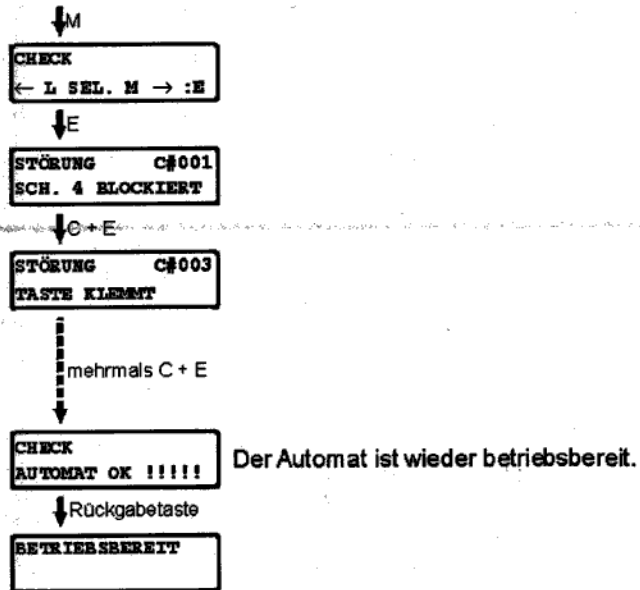 M
CHECK
← L SEL. M → :E
E
STÖRUNG C#001
SCH. 4 BLOCKIERT
C + E
STÖRUNG C#003
TASTE KLEMMT
mehrmals C + E
CHECK
AUTOMAT OK !!!!!
Der Automat ist wieder betriebsbereit.
Rückgabetaste
BETRIEBSBEREIT